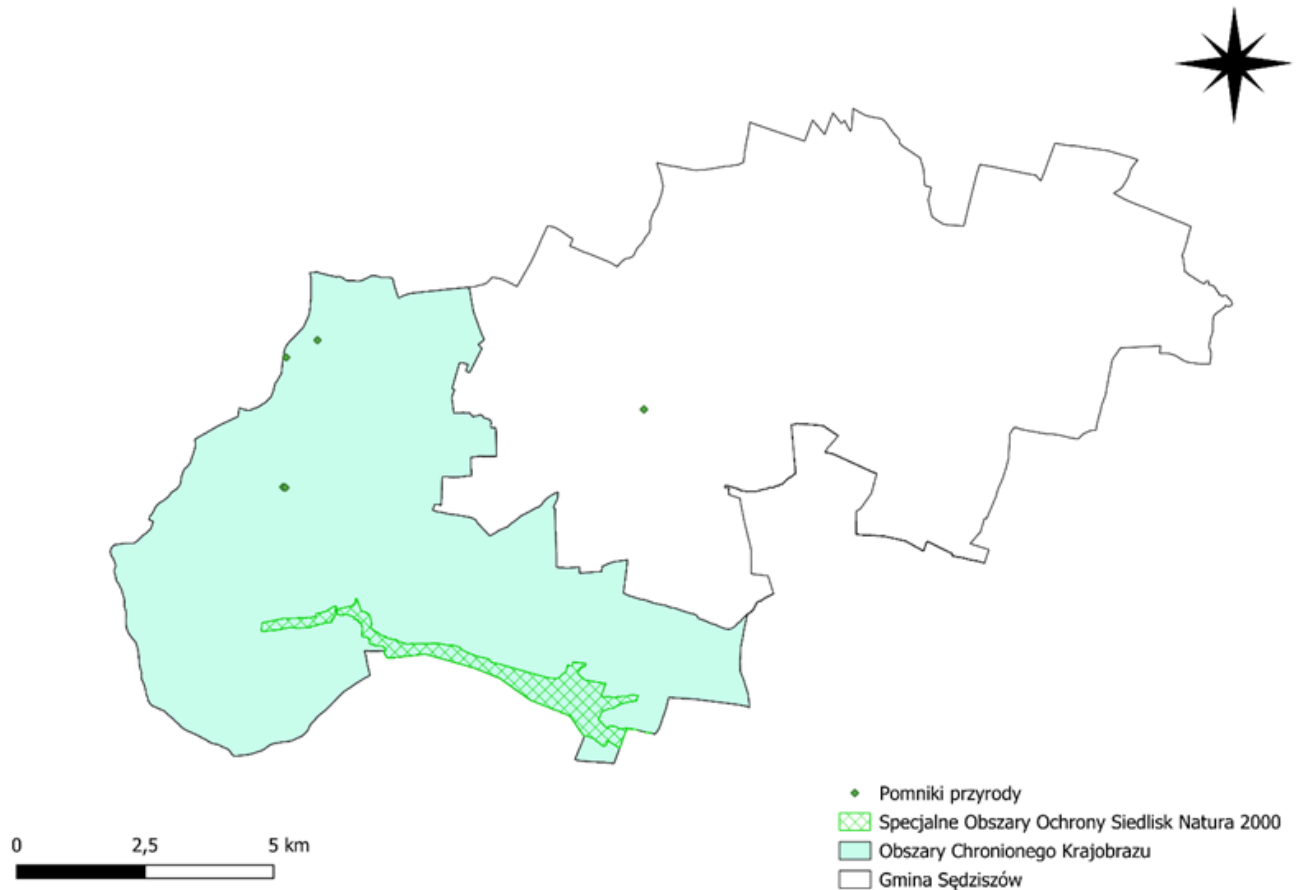 Pomniki przyrody
Specjalne Obszary Ochrony Siedlisk Natura 2000
Obszary Chronionego Krajobrazu
Gmina Sędziszów
0 2,5 5 km